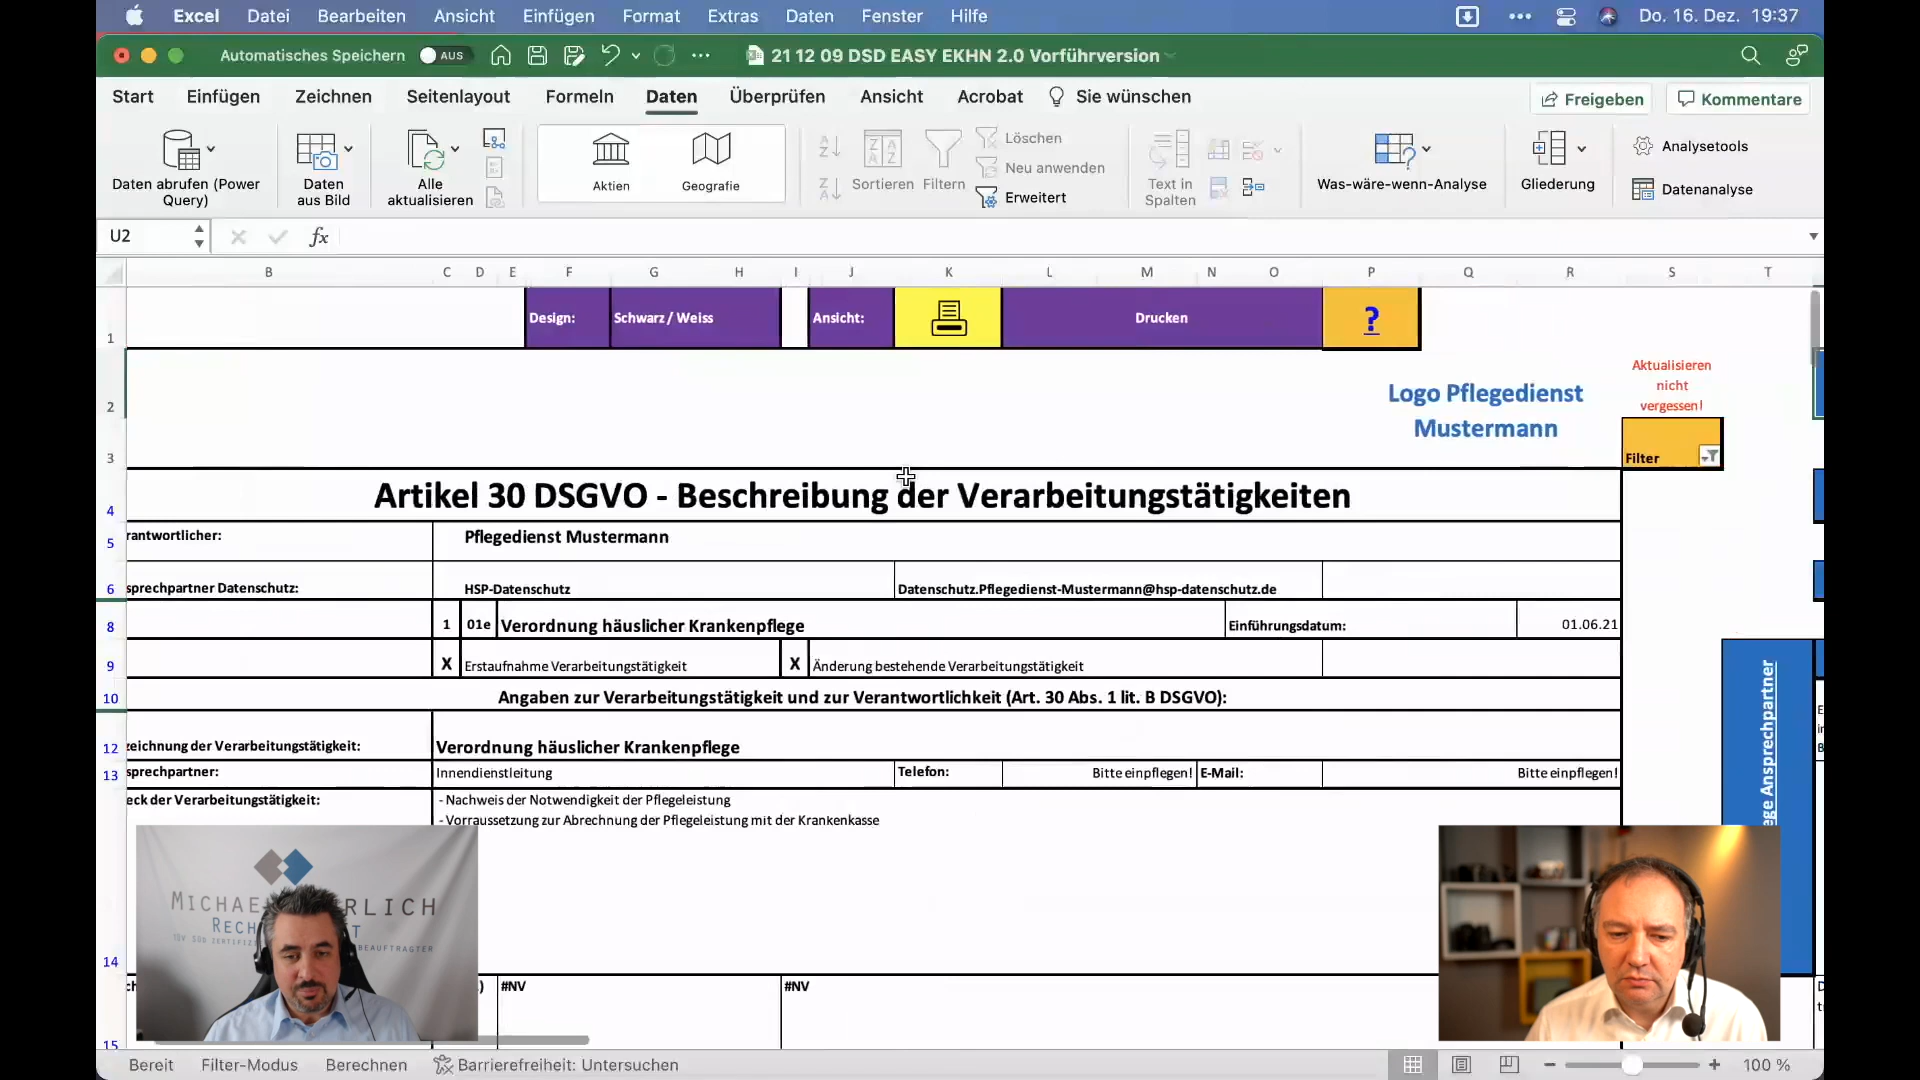 Excel Datei Bearbeiten Ansicht Einfügen Format Extras Daten Fenster Hilfe Do. 16. Dez. 19:37
Automatisches Speichern AUS 21 12 09 DSD EASY EKHN 2.0 Vorführversion
Start Einfügen Zeichnen Seitenlayout Formeln Daten Überprüfen Ansicht Acrobat Sie wünschen Freigeben Kommentare
Daten abrufen (Power Query)
Daten aus Bild
Alle aktualisieren
Aktien
Geografie
Sortieren
Filtern
Löschen
Neu anwenden
Erweitert
Text in Spalten
Was-wäre-wenn-Analyse
Gliederung
Analysetools
Datenanalyse
U2 fx
B C D E F G H I J K L M N O P Q R S T
1 Design: Schwarz / Weiss Ansicht: Drucken ?
2 Logo Pflegedienst
Mustermann
Aktualisieren
nicht
vergessen!
3 Filter
4 Artikel 30 DSGVO - Beschreibung der Verarbeitungstätigkeiten
5 rantwortlicher: Pflegedienst Mustermann
6 sprechpartner Datenschutz: HSP-Datenschutz Datenschutz.Pflegedienst-Mustermann@hsp-datenschutz.de
8 1 01e Verordnung häuslicher Krankenpflege Einführungsdatum: 01.06.21
9 X Erstaufnahme Verarbeitungstätigkeit X Änderung bestehende Verarbeitungstätigkeit
10 Angaben zur Verarbeitungstätigkeit und zur Verantwortlichkeit (Art. 30 Abs. 1 lit. B DSGVO):
12 zeichnung der Verarbeitungstätigkeit: Verordnung häuslicher Krankenpflege
13 sprechpartner: Innendienstleitung Telefon: Bitte einpflegen! E-Mail: Bitte einpflegen!
eck der Verarbeitungstätigkeit: - Nachweis der Notwendigkeit der Pflegeleistung
- Vorraussetzung zur Abrechnung der Pflegeleistung mit der Krankenkasse
14
ege Ansprechpartner
MICHAE RLICH
RECH T
TÜV SÜD ZERTIFIZI BEAUFTRAGTER
15 #NV #NV
Bereit Filter-Modus Berechnen Barrierefreiheit: Untersuchen 100 %